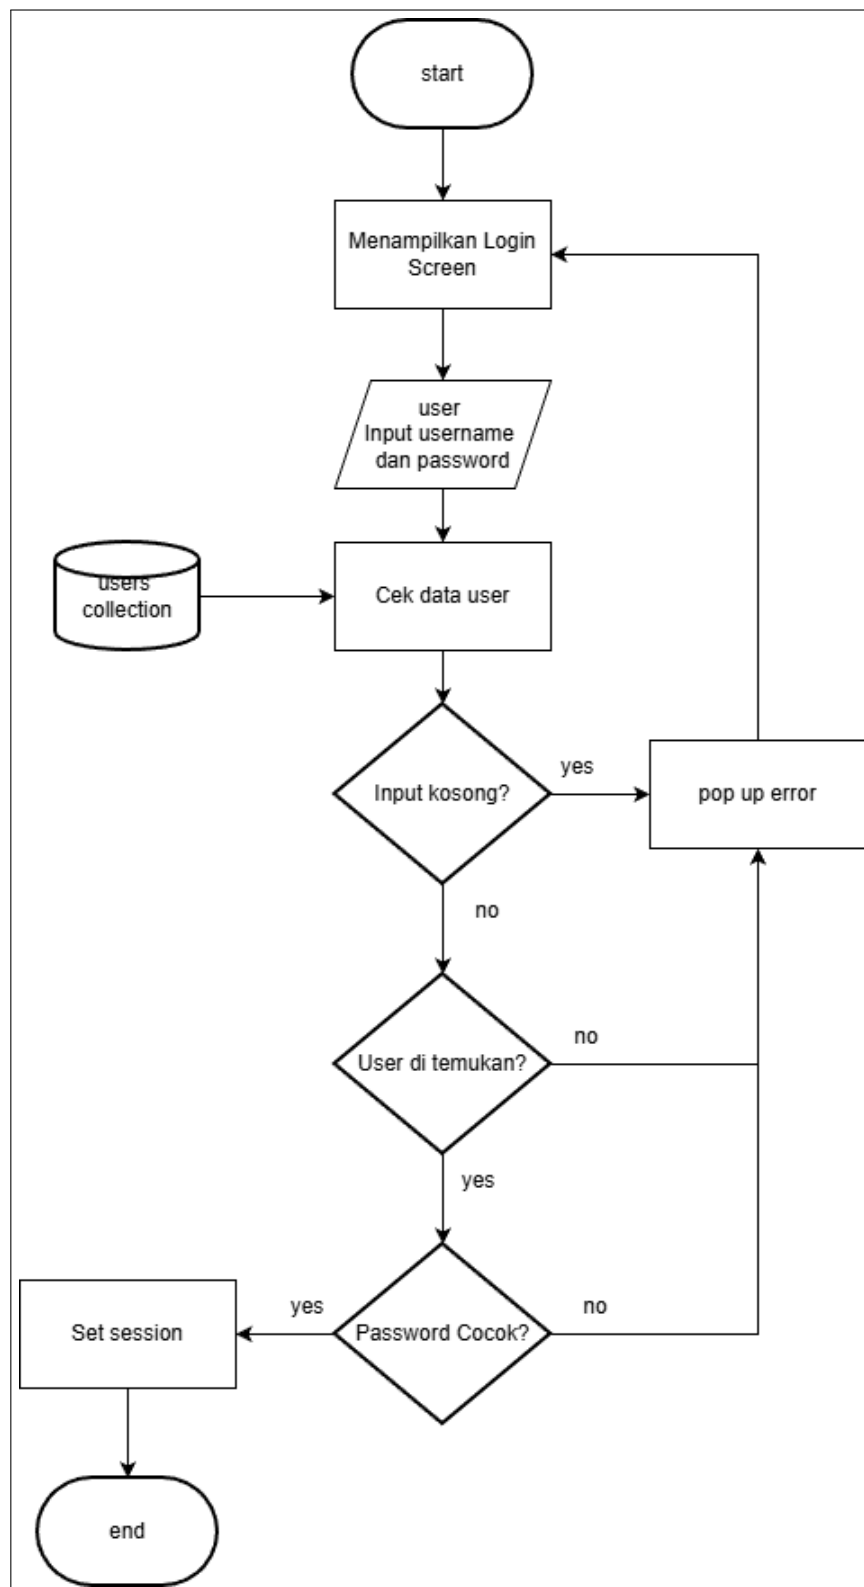 start
Menampilkan Login
Screen
user
Input username
dan password
users
collection
Cek data user
Input kosong?
yes
pop up error
no
User di temukan?
no
yes
Password Cocok?
yes
no
Set session
end